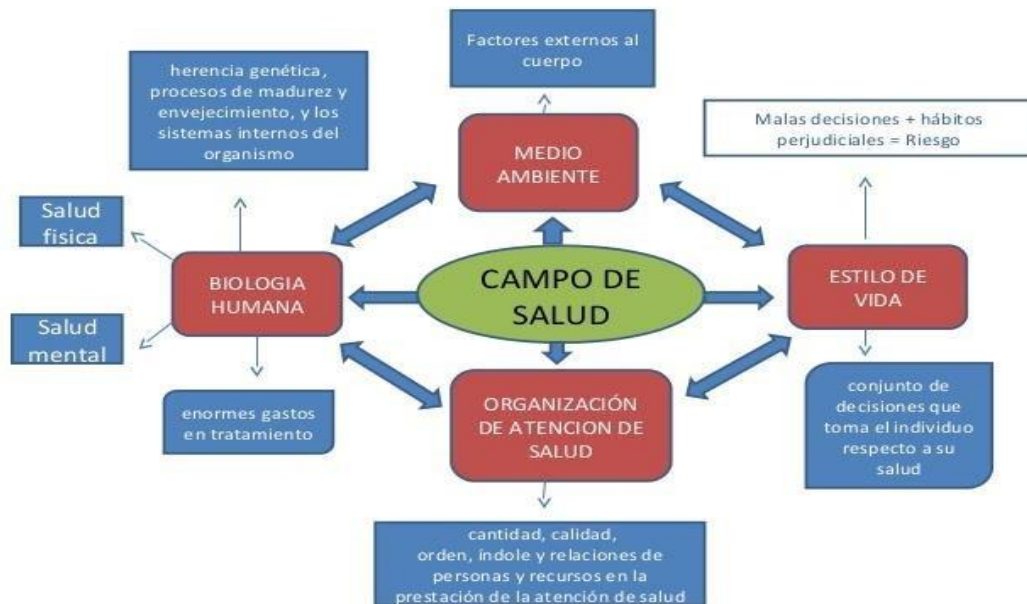 Factores externos al
cuerpo
herencia genética,
procesos de madurez y
envejecimiento, y los
sistemas internos del
organismo
Malas decisiones + hábitos
perjudiciales = Riesgo
MEDIO
AMBIENTE
Salud
fisica
BIOLOGIA
HUMANA
CAMPO DE
SALUD
ESTILO DE
VIDA
Salud
mental
enormes gastos
en tratamiento
ORGANIZACIÓN
DE ATENCION DE
SALUD
conjunto de
decisiones que
toma el individuo
respecto a su
salud
cantidad, calidad,
orden, índole y relaciones de
personas y recursos en la
prestación de la atención de salud